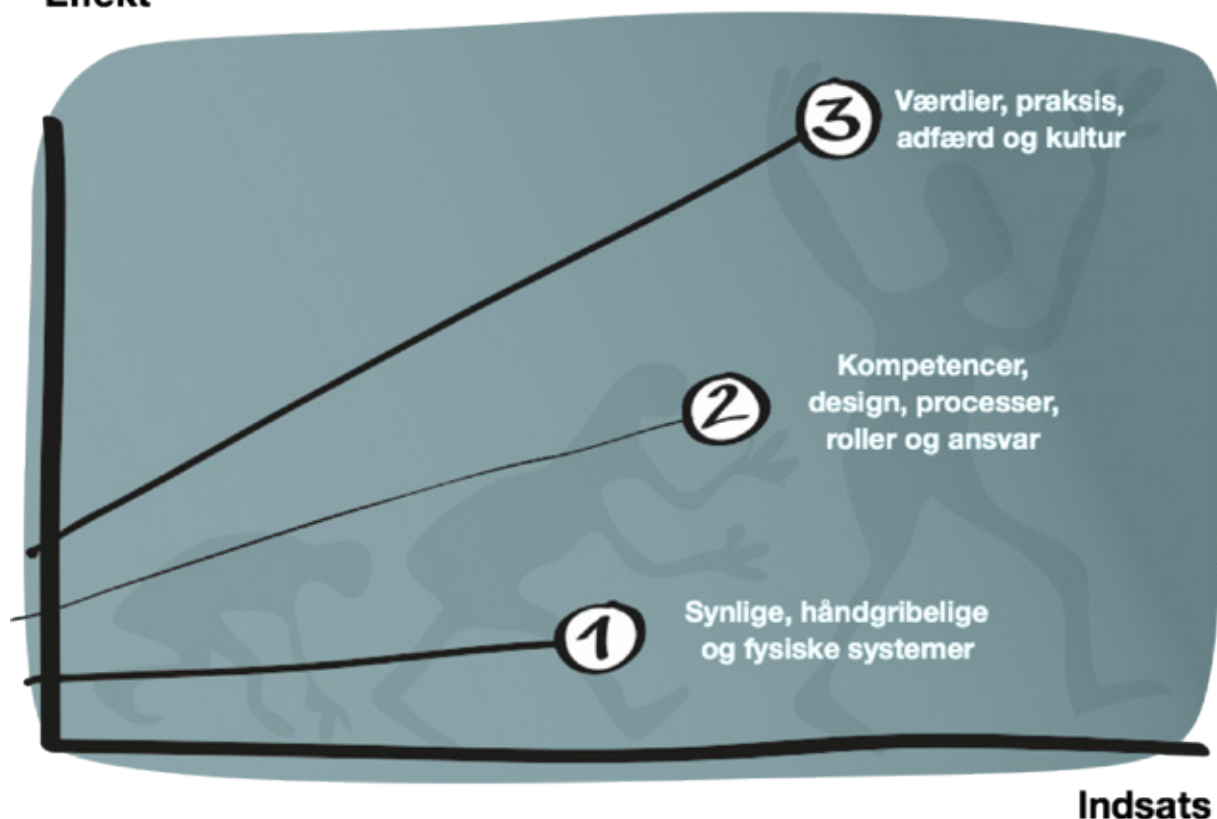 Effekt
3
Værdier, praksis,
adfærd og kultur
2
Kompetencer,
design, processer,
roller og ansvar
1
Synlige, håndgribelige
og fysiske systemer
Indsats